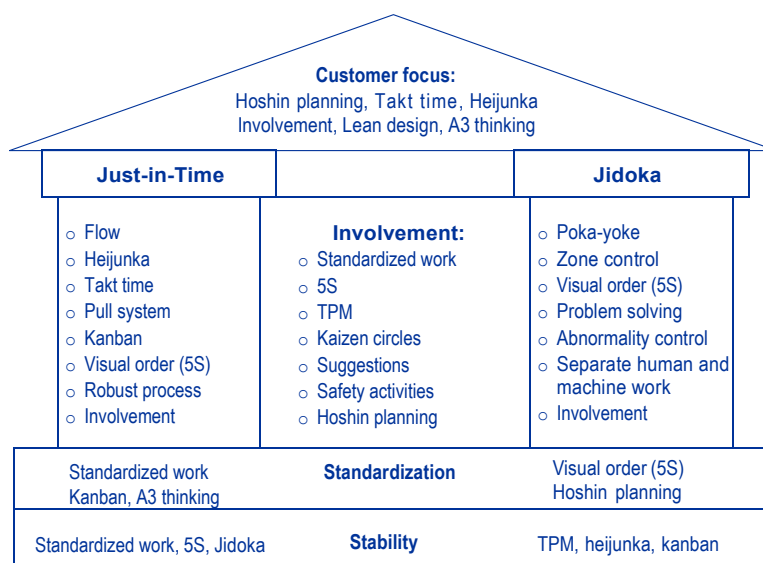 Customer focus:
Hoshin planning, Takt time, Heijunka
Involvement, Lean design, A3 thinking
Just-in-Time
Jidoka
○ Flow
○ Heijunka
○ Takt time
○ Pull system
○ Kanban
○ Visual order (5S)
○ Robust process
○ Involvement
Involvement:
○ Standardized work
○ 5S
○ TPM
○ Kaizen circles
○ Suggestions
○ Safety activities
○ Hoshin planning
○ Poka-yoke
○ Zone control
○ Visual order (5S)
○ Problem solving
○ Abnormality control
○ Separate human and
machine work
○ Involvement
Standardized work
Kanban, A3 thinking
Standardization
Visual order (5S)
Hoshin planning
Standardized work, 5S, Jidoka
Stability
TPM, heijunka, kanban